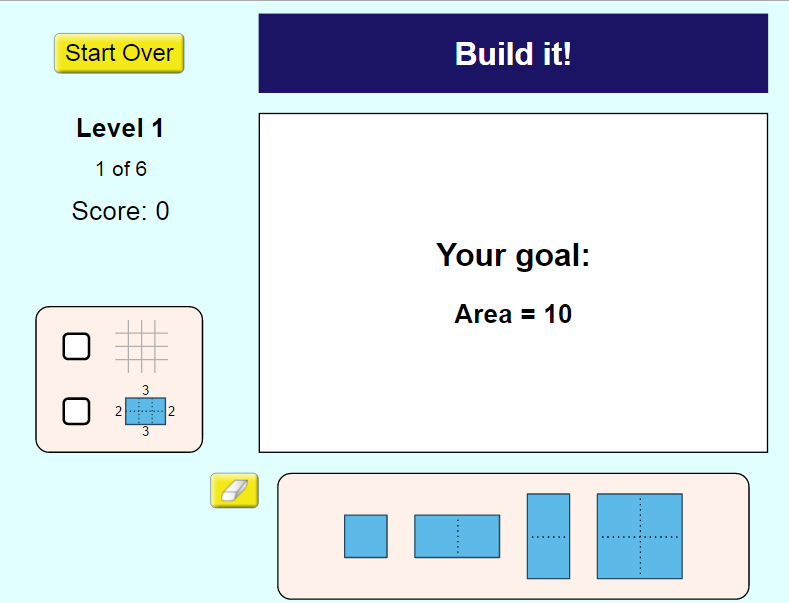 Start Over
Build it!
Level 1
1 of 6
Score: 0
Your goal:
Area = 10
3
2 2
3